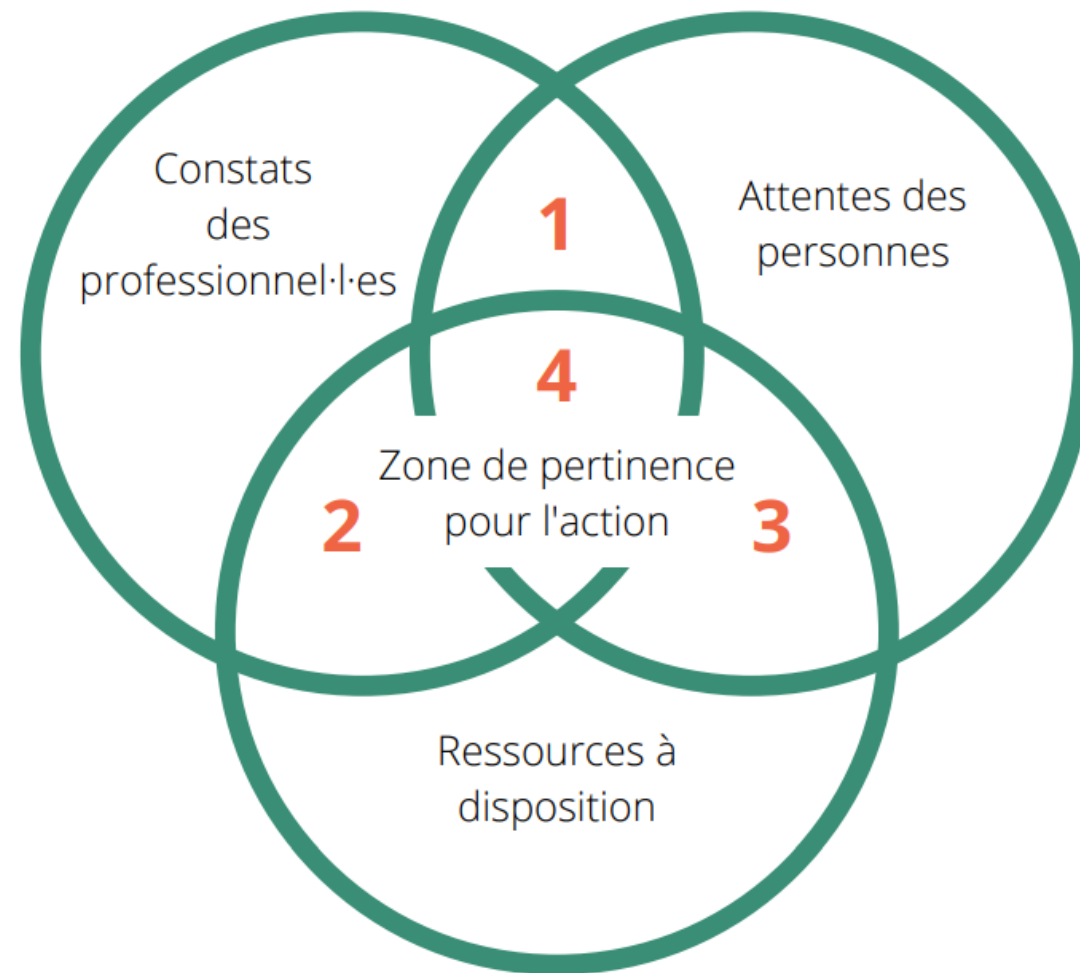 Constats
des
professionnel·l·es
Attentes des
personnes
1
4
Zone de pertinence
pour l'action
2
3
Ressources à
disposition